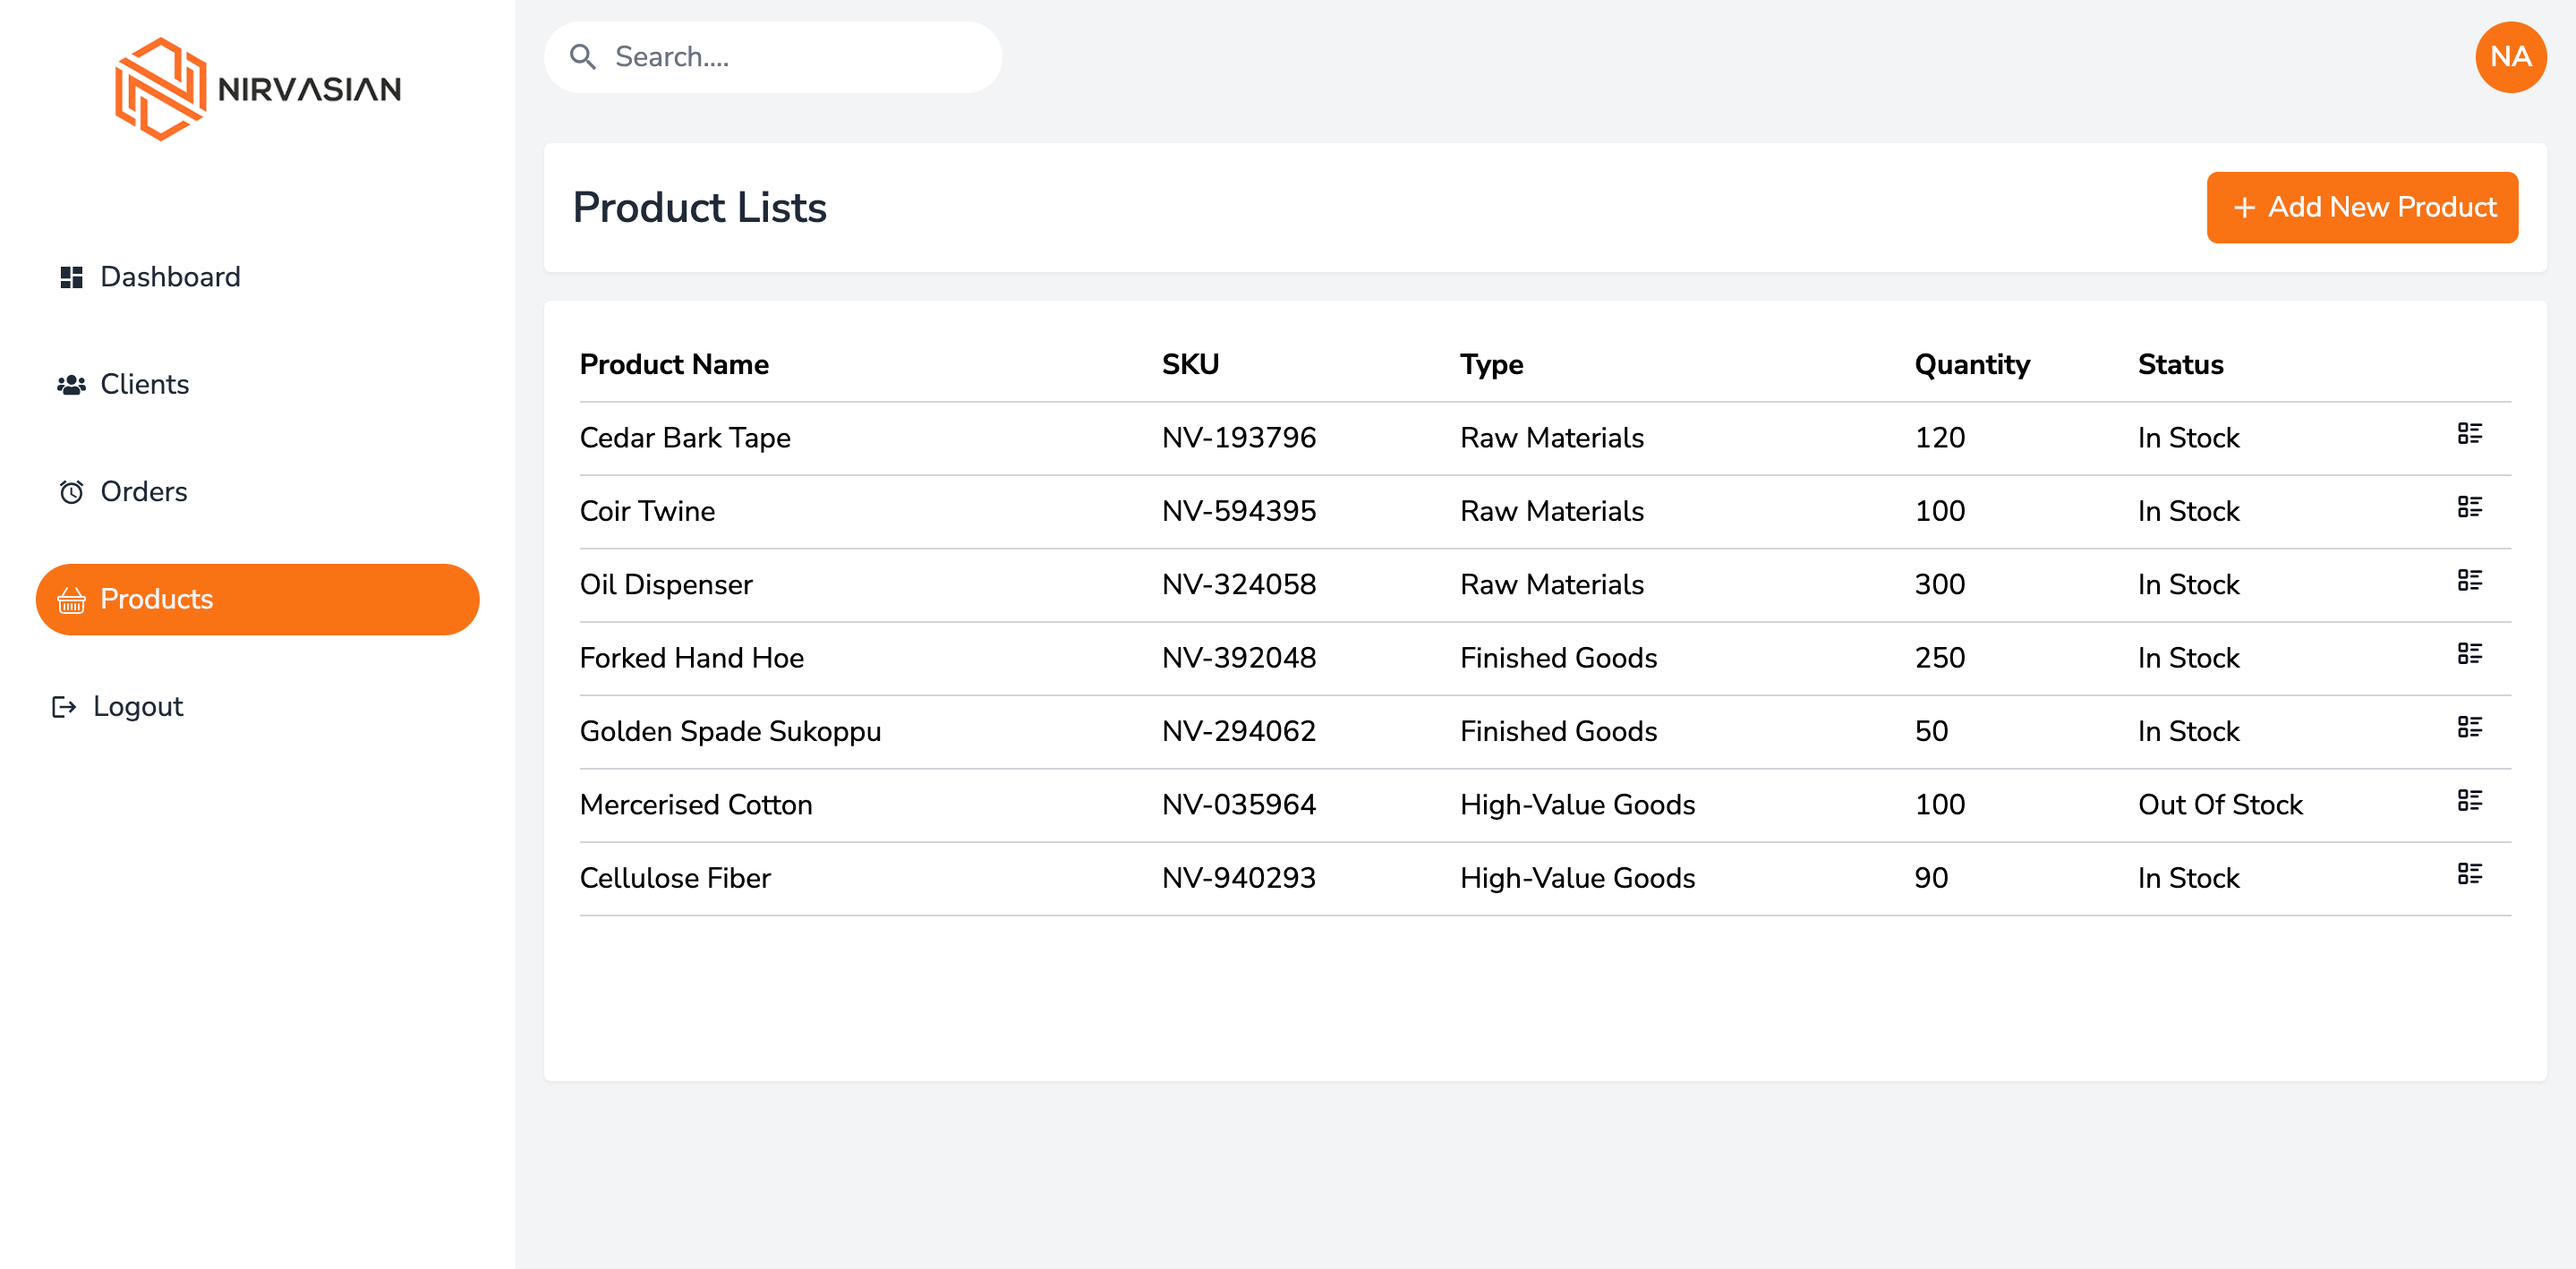 NIRVASIAN
Search....
NA
Dashboard
Clients
Orders
Products
Logout
Product Lists
+ Add New Product
Product Name SKU Type Quantity Status
Cedar Bark Tape NV-193796 Raw Materials 120 In Stock
Coir Twine NV-594395 Raw Materials 100 In Stock
Oil Dispenser NV-324058 Raw Materials 300 In Stock
Forked Hand Hoe NV-392048 Finished Goods 250 In Stock
Golden Spade Sukoppu NV-294062 Finished Goods 50 In Stock
Mercerised Cotton NV-035964 High-Value Goods 100 Out Of Stock
Cellulose Fiber NV-940293 High-Value Goods 90 In Stock